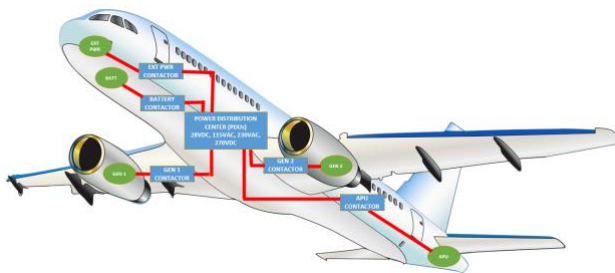 EXT
PWR
EXT PWR
CONTACTOR
BATT
BATTERY
CONTACTOR
POWER DISTRIBUTION
CENTER (PDUs)
28VDC, 115VAC, 230VAC,
270VDC
GEN 1
GEN 1
CONTACTOR
GEN 2
CONTACTOR
GEN 2
APU
CONTACTOR
APU